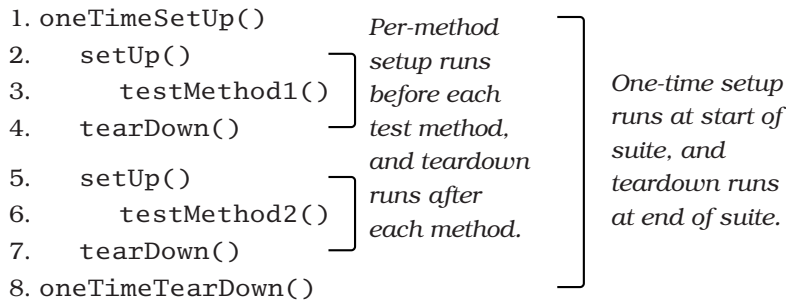 1. oneTimeSetUp()
2. setUp()
3. testMethod1()
4. tearDown()
5. setUp()
6. testMethod2()
7. tearDown()
8. oneTimeTearDown()
Per-method
setup runs
before each
test method,
and teardown
runs after
each method.
One-time setup
runs at start of
suite, and
teardown runs
at end of suite.